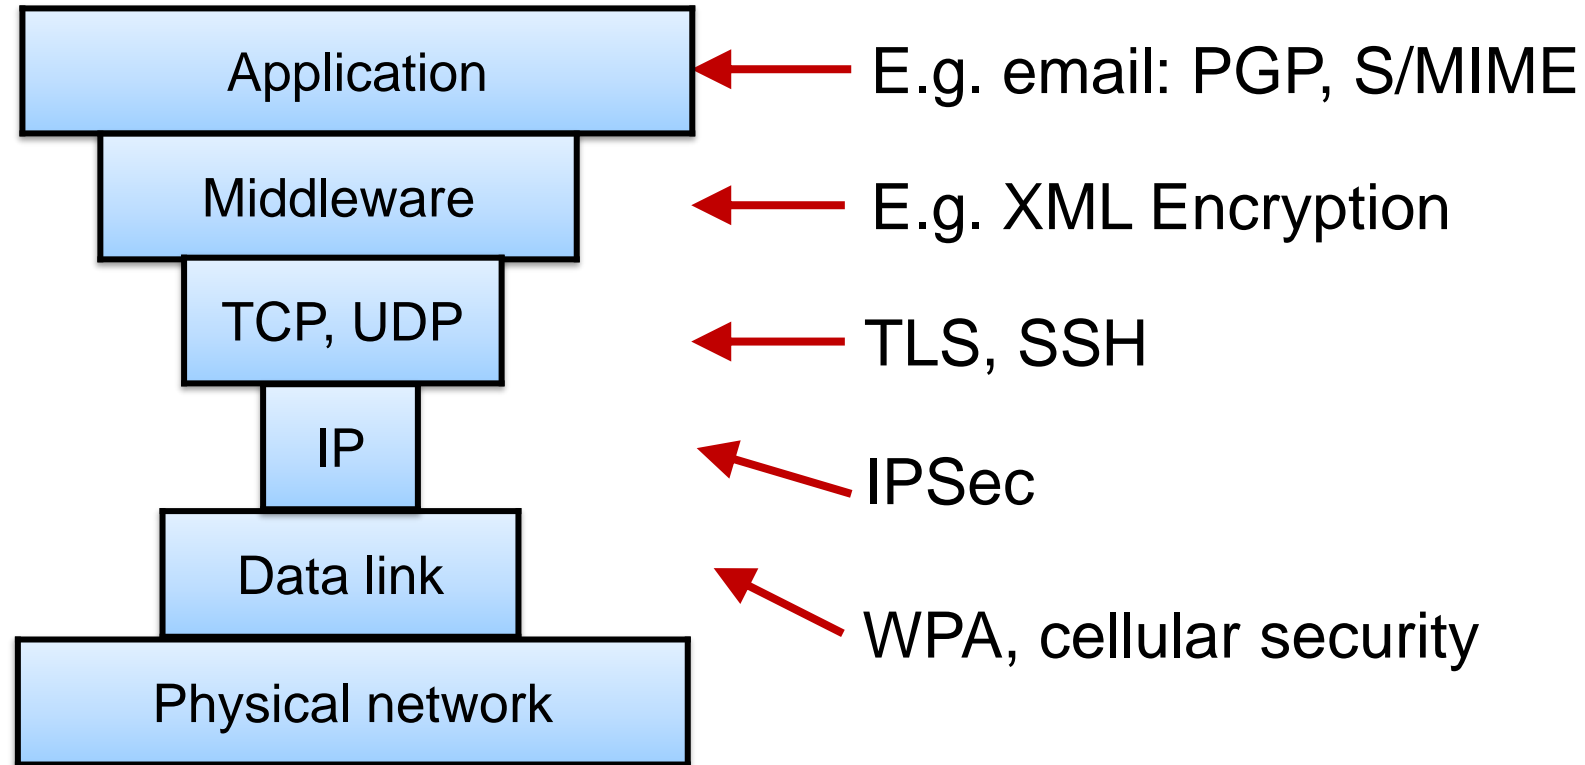 Application
E.g. email: PGP, S/MIME
Middleware
E.g. XML Encryption
TCP, UDP
TLS, SSH
IP
IPSec
Data link
WPA, cellular security
Physical network